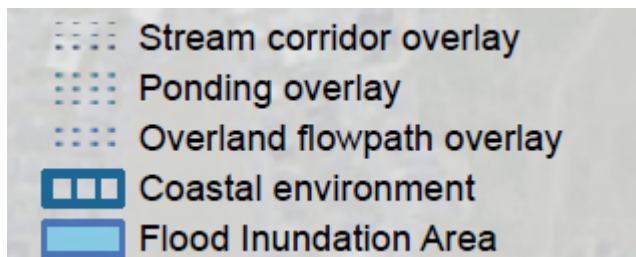 Stream corridor overlay
Ponding overlay
Overland flowpath overlay
Coastal environment
Flood Inundation Area